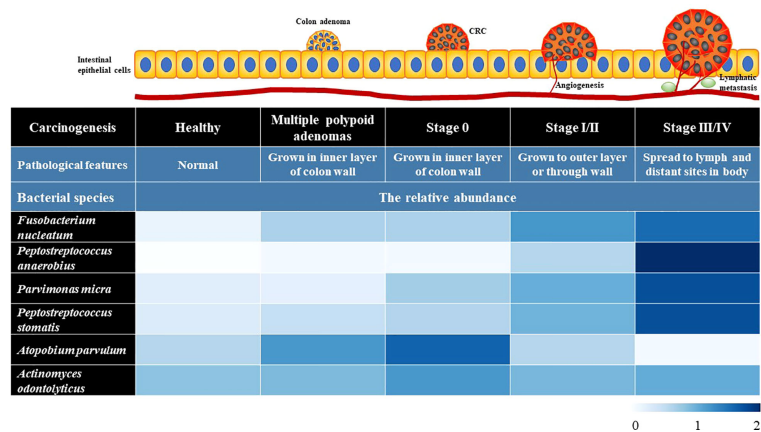 Colon adenoma
CRC
Intestinal
epithelial cells
Angiogenesis
Lymphatic
metastasis
Carcinogenesis
Healthy
Multiple polypoid
adenomas
Stage 0
Stage I/II
Stage III/IV
Pathological features
Normal
Grown in inner layer
of colon wall
Grown in inner layer
of colon wall
Grown to outer layer
or through wall
Spread to lymph and
distant sites in body
Bacterial species
The relative abundance
Fusobacterium
nucleatum
Peptostreptococcus
anaerobius
Parvimonas micra
Peptostreptococcus
stomatis
Atopobium parvulum
Actinomyces
odontolyticus
0 1 2